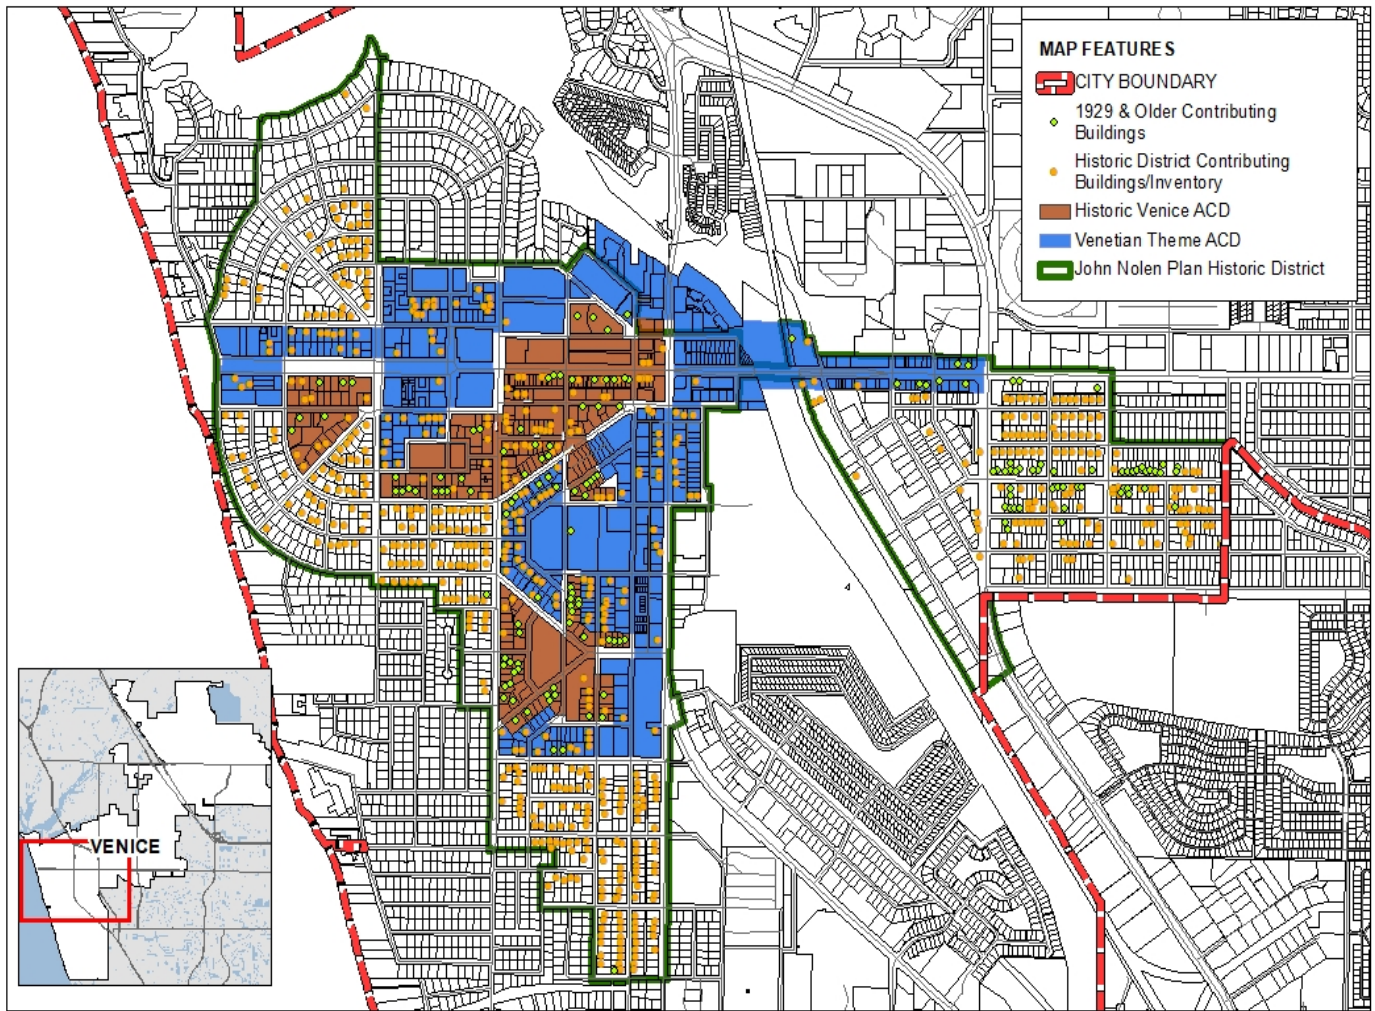 MAP FEATURES
CITY BOUNDARY
1929 & Older Contributing
Buildings
Historic District Contributing
Buildings/Inventory
Historic Venice ACD
Venetian Theme ACD
John Nolen Plan Historic District
VENICE